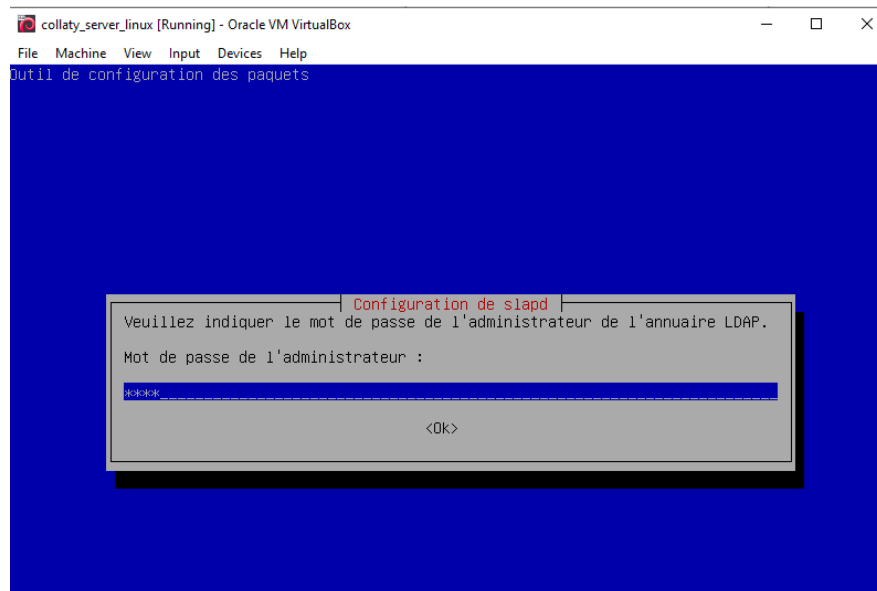 collaty_server_linux [Running] - Oracle VM VirtualBox
File Machine View Input Devices Help
Outil de configuration des paquets
Configuration de slapd
Veuillez indiquer le mot de passe de l'administrateur de l'annuaire LDAP.
Mot de passe de l'administrateur :
****
<Ok>